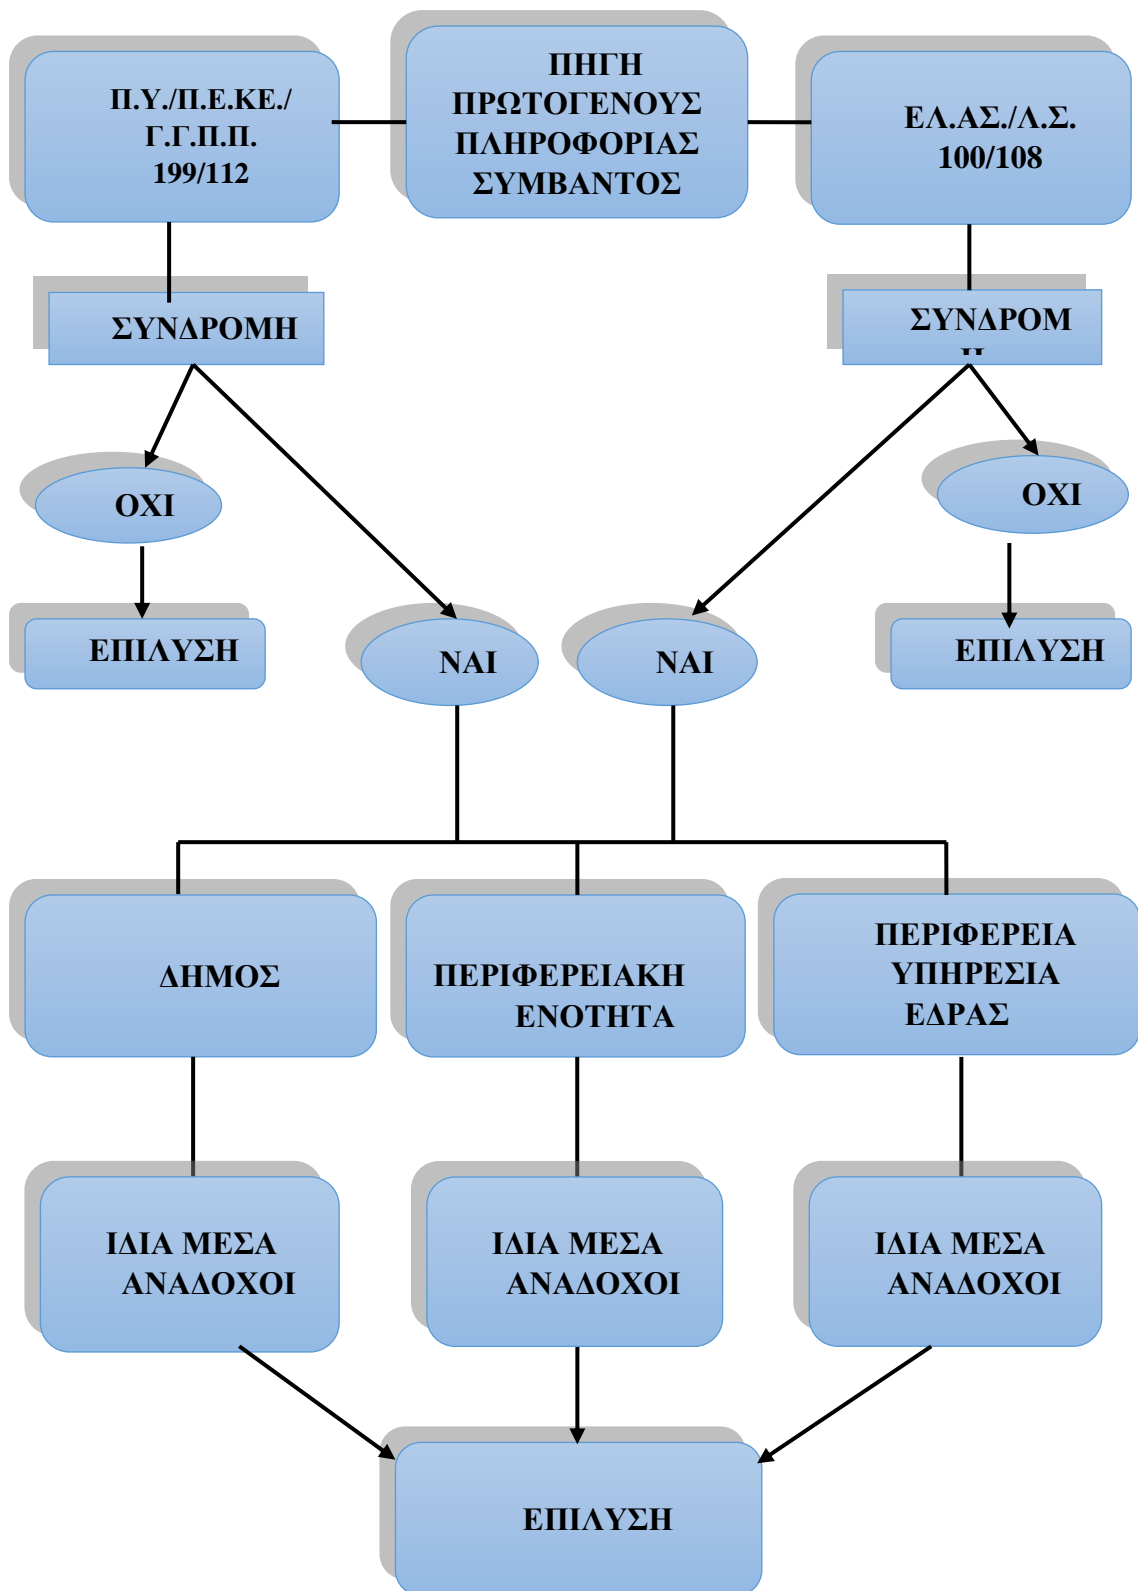 Π.Υ./Π.Ε.ΚΕ./
Γ.Γ.Π.Π.
199/112
ΠΗΓΗ
ΠΡΩΤΟΓΕΝΟΥΣ
ΠΛΗΡΟΦΟΡΙΑΣ
ΣΥΜΒΑΝΤΟΣ
ΕΛ.ΑΣ./Λ.Σ.
100/108
ΣΥΝΔΡΟΜΗ
ΣΥΝΔΡΟΜ
Η
ΟΧΙ
ΟΧΙ
ΕΠΙΛΥΣΗ
ΝΑΙ
ΝΑΙ
ΕΠΙΛΥΣΗ
ΔΗΜΟΣ
ΠΕΡΙΦΕΡΕΙΑΚΗ
ΕΝΟΤΗΤΑ
ΠΕΡΙΦΕΡΕΙΑ
ΥΠΗΡΕΣΙΑ
ΕΔΡΑΣ
ΙΔΙΑ ΜΕΣΑ
ΑΝΑΔΟΧΟΙ
ΙΔΙΑ ΜΕΣΑ
ΑΝΑΔΟΧΟΙ
ΙΔΙΑ ΜΕΣΑ
ΑΝΑΔΟΧΟΙ
ΕΠΙΛΥΣΗ